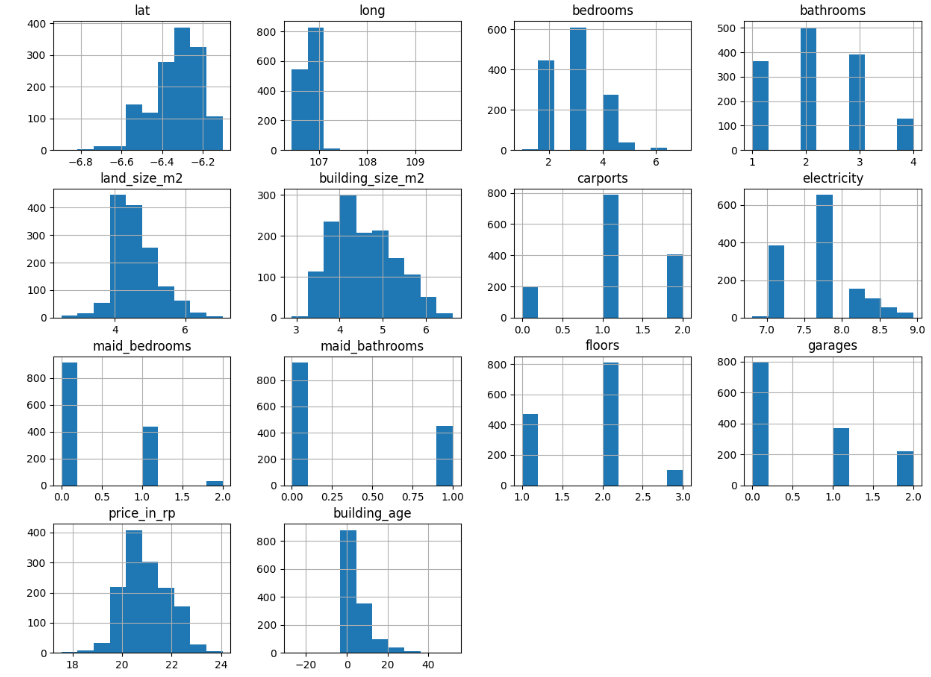 lat
400
300
200
100
0
−6.8 −6.6 −6.4 −6.2
long
800
600
400
200
0
107 108 109
bedrooms
600
400
200
0
2 4 6
bathrooms
500
400
300
200
100
0
1 2 3 4
land_size_m2
400
300
200
100
0
4 6
building_size_m2
300
200
100
0
3 4 5 6
carports
800
600
400
200
0
0.0 0.5 1.0 1.5 2.0
electricity
600
400
200
0
7.0 7.5 8.0 8.5 9.0
maid_bedrooms
800
600
400
200
0
0.0 0.5 1.0 1.5 2.0
maid_bathrooms
800
600
400
200
0
0.00 0.25 0.50 0.75 1.00
floors
800
600
400
200
0
1.0 1.5 2.0 2.5 3.0
garages
800
600
400
200
0
0.0 0.5 1.0 1.5 2.0
price_in_rp
400
300
200
100
0
18 20 22 24
building_age
800
600
400
200
0
−20 0 20 40